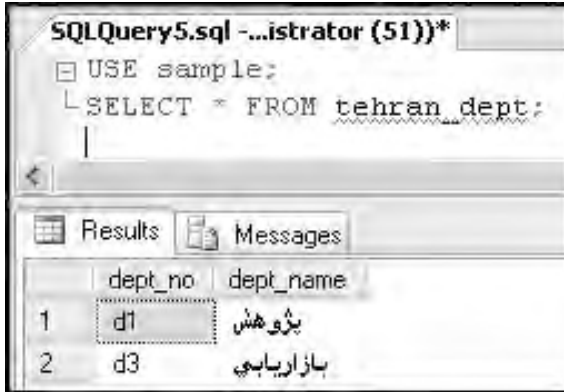 SQLQuery5.sql -...istrator (51))*
USE sample;
SELECT * FROM tehran_dept;
Results Messages
dept_no dept_name
1 d1 پژوهش
2 d3 بازاريابي